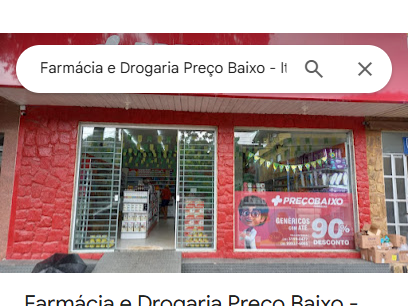 Farmácia e Drogaria Preço Baixo - It
PREÇOBAIXO
GENÉRICOS
COM ATÉ
90%
DESCONTO
Farmácia e Drogaria Preço Baixo -